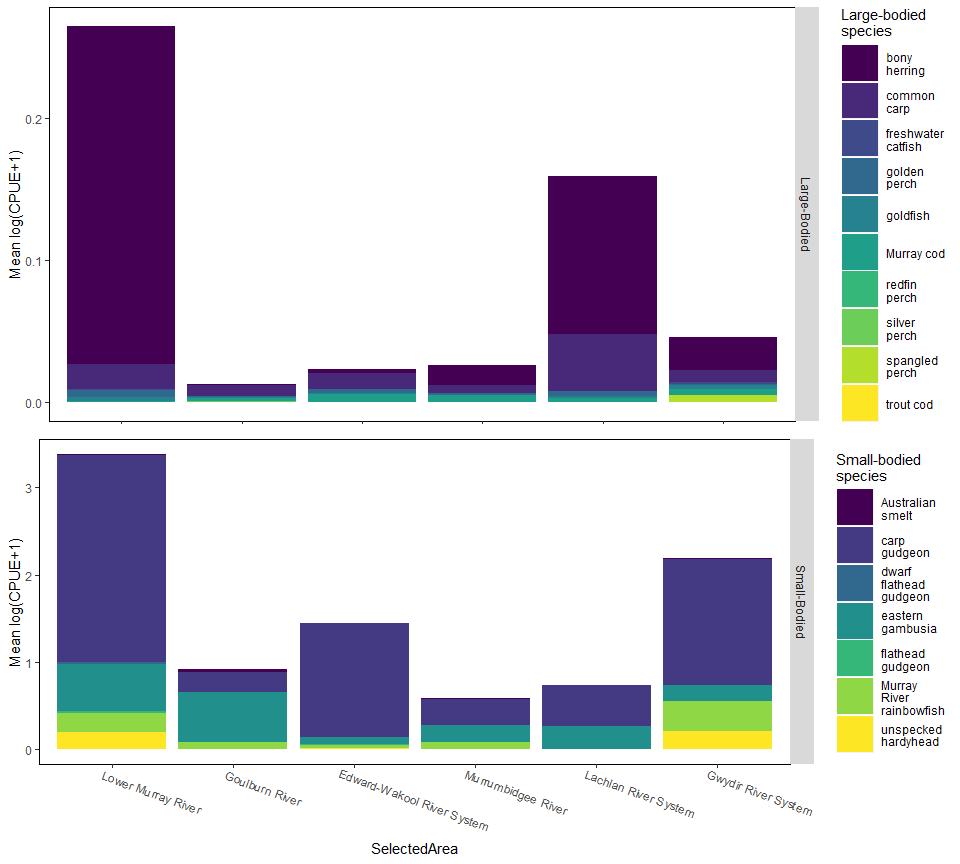 Large-bodied
species
bony
herring
common
carp
freshwater
catfish
golden
perch
goldfish
Murray cod
redfin
perch
silver
perch
spangled
perch
trout cod
Mean log(CPUE+1)
0.2
0.1
0.0
Large-Bodied
Small-bodied
species
Australian
smelt
carp
gudgeon
dwarf
flathead
gudgeon
eastern
gambusia
flathead
gudgeon
Murray
River
rainbowfish
unspecked
hardyhead
Mean log(CPUE+1)
3
2
1
0
Small-Bodied
Lower Murray River
Goulburn River
Edward-Wakool River System
Murrumbidgee River
Lachlan River System
Gwydir River System
SelectedArea